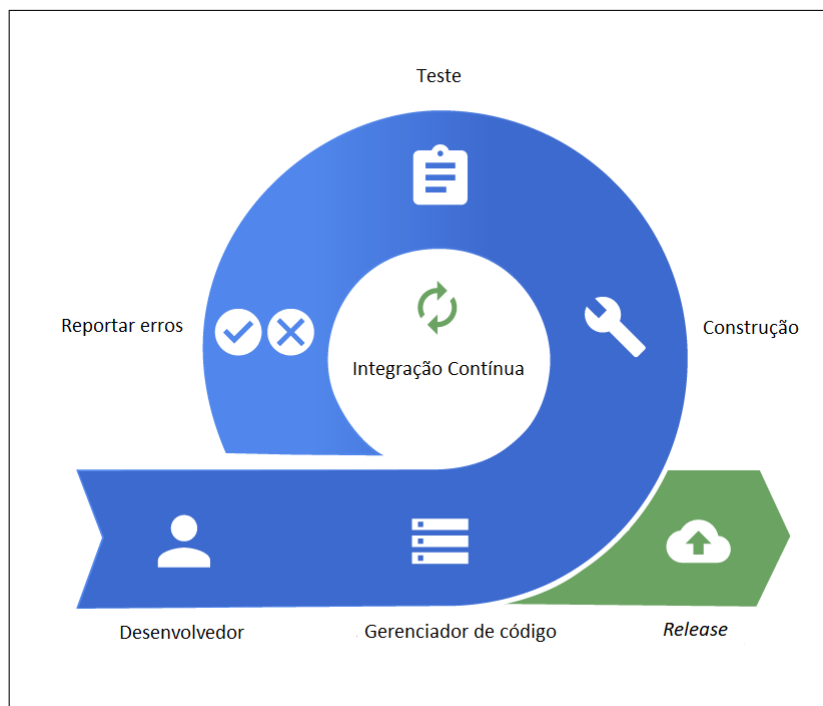 Teste
Reportar erros
Integração Contínua
Construção
Desenvolvedor
Gerenciador de código
Release